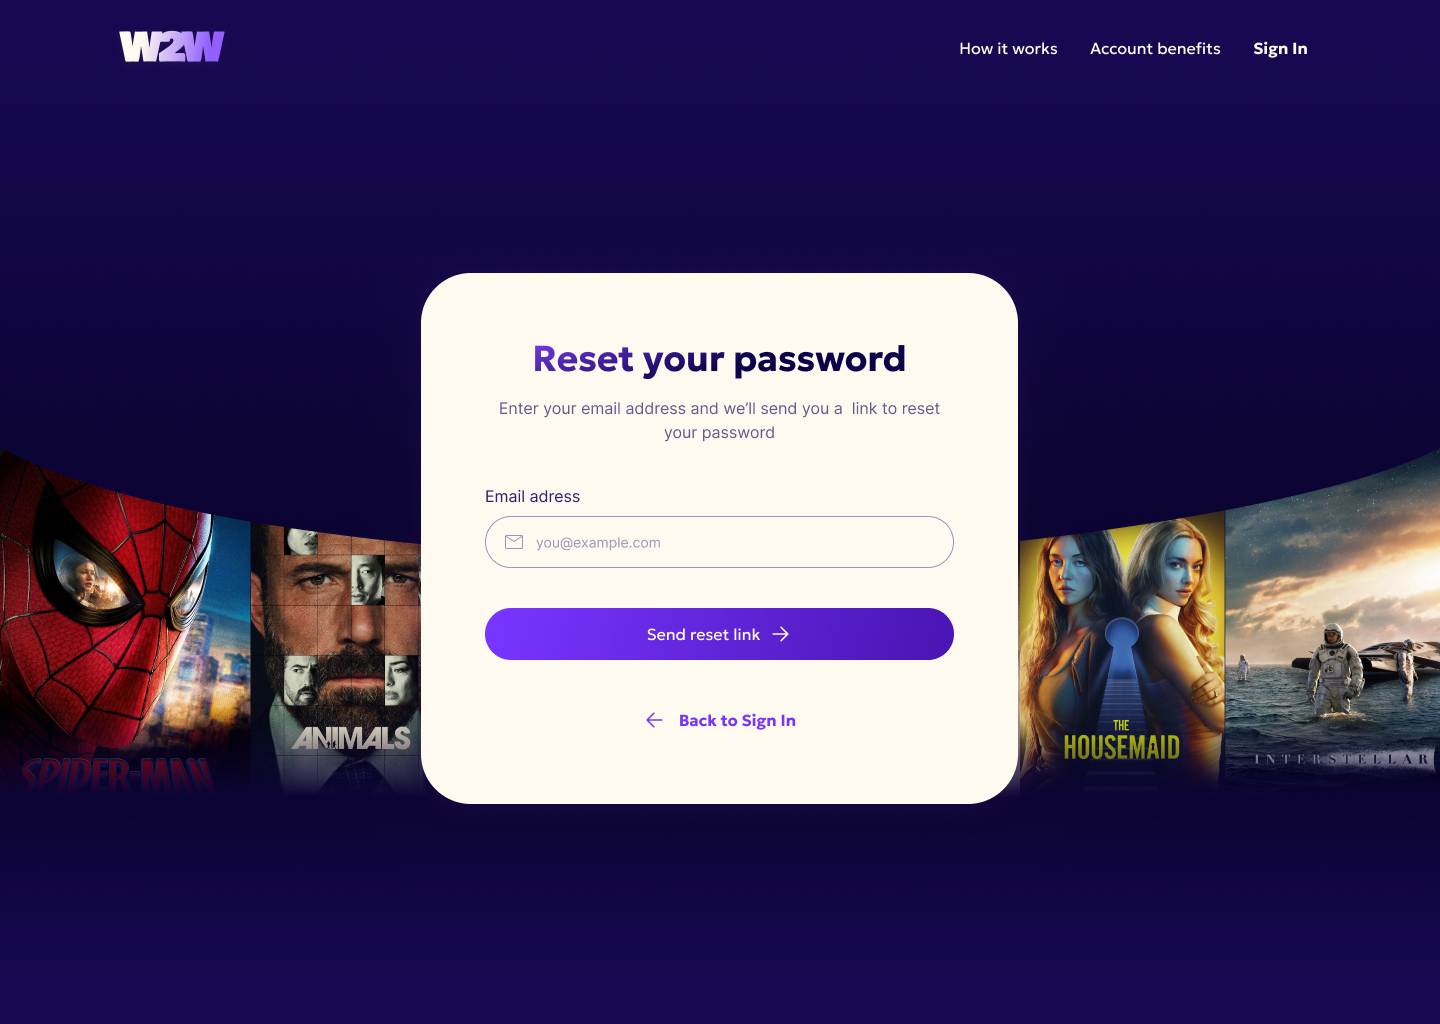 W2W
How it works
Account benefits
Sign In
Reset your password
Enter your email address and we'll send you a  link to reset
your password
Email adress
you@example.com
Send reset link
Back to Sign In
SPIDER-MAN
ANIMALS
THE
HOUSEMAID
INTERSTELLAR